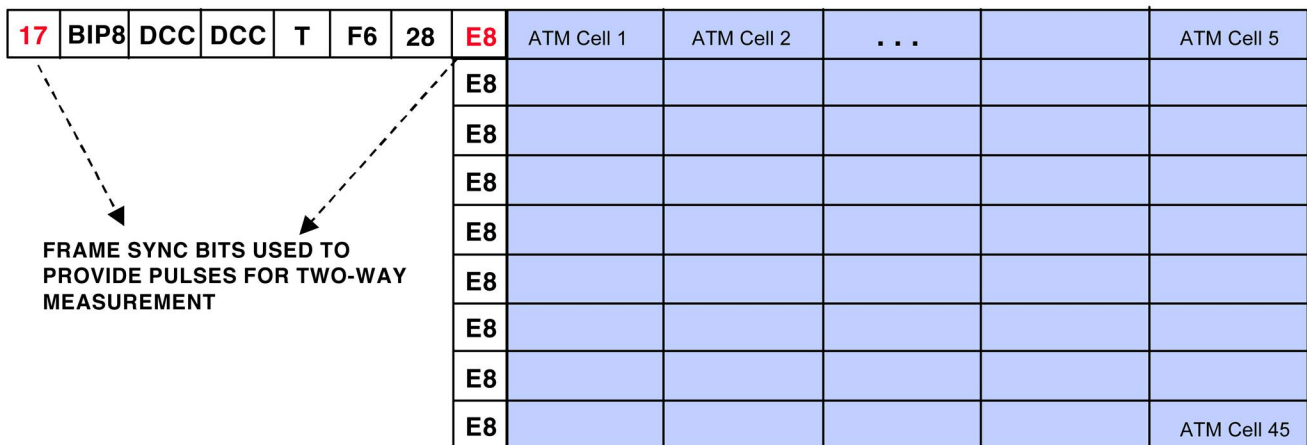 17 BIP8 DCC DCC T F6 28 E8 ATM Cell 1 ATM Cell 2 ... ATM Cell 5
E8
E8
E8
E8
E8
E8
E8
E8 ATM Cell 45
FRAME SYNC BITS USED TO
PROVIDE PULSES FOR TWO-WAY
MEASUREMENT